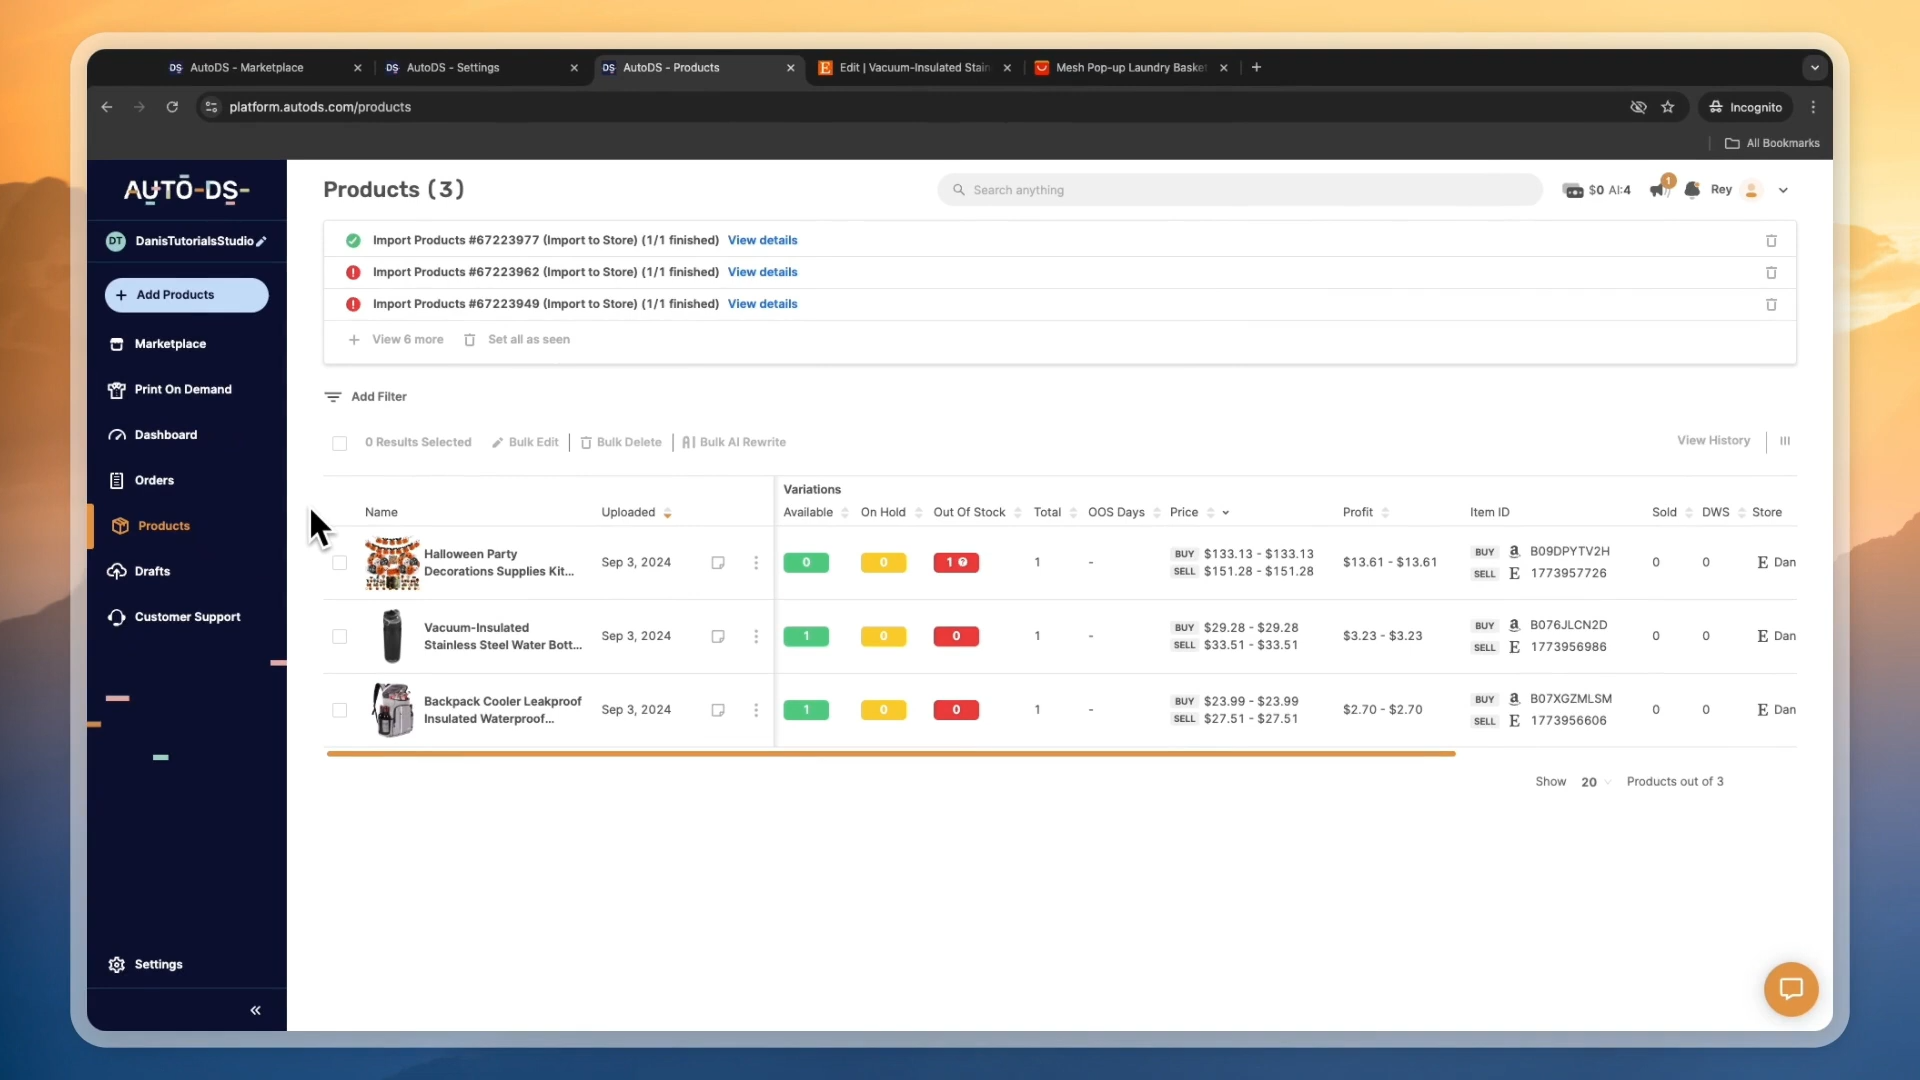 AutoDS - Marketplace
AutoDS - Settings
AutoDS - Products
Edit | Vacuum-Insulated Stain
Mesh Pop-up Laundry Basket
platform.autods.com/products
Incognito
All Bookmarks
AUTO-DS-
Products (3)
Search anything
$0 AI:4
1
Rey
DT DanisTutorialsStudio
Add Products
Marketplace
Print On Demand
Dashboard
Orders
Products
Drafts
Customer Support
Settings
Import Products #67223977 (Import to Store) (1/1 finished) View details
Import Products #67223962 (Import to Store) (1/1 finished) View details
Import Products #67223949 (Import to Store) (1/1 finished) View details
View 6 more
Set all as seen
Add Filter
0 Results Selected
Bulk Edit
Bulk Delete
Bulk AI Rewrite
View History
Variations
Name Uploaded Available On Hold Out Of Stock Total OOS Days Price Profit Item ID Sold DWS Store
Halloween Party
Decorations Supplies Kit...
Sep 3, 2024 0 0 1 1 -
BUY $133.13 - $133.13
SELL $151.28 - $151.28
$13.61 - $13.61
BUY a B09DPYTV2H
SELL E 1773957726
0 0 E Dan
Vacuum-Insulated
Stainless Steel Water Bott...
Sep 3, 2024 1 0 0 1 -
BUY $29.28 - $29.28
SELL $33.51 - $33.51
$3.23 - $3.23
BUY a B076JLCN2D
SELL E 1773956986
0 0 E Dan
Backpack Cooler Leakproof
Insulated Waterproof...
Sep 3, 2024 1 0 0 1 -
BUY $23.99 - $23.99
SELL $27.51 - $27.51
$2.70 - $2.70
BUY a B07XGZMLSM
SELL E 1773956606
0 0 E Dan
Show 20 Products out of 3